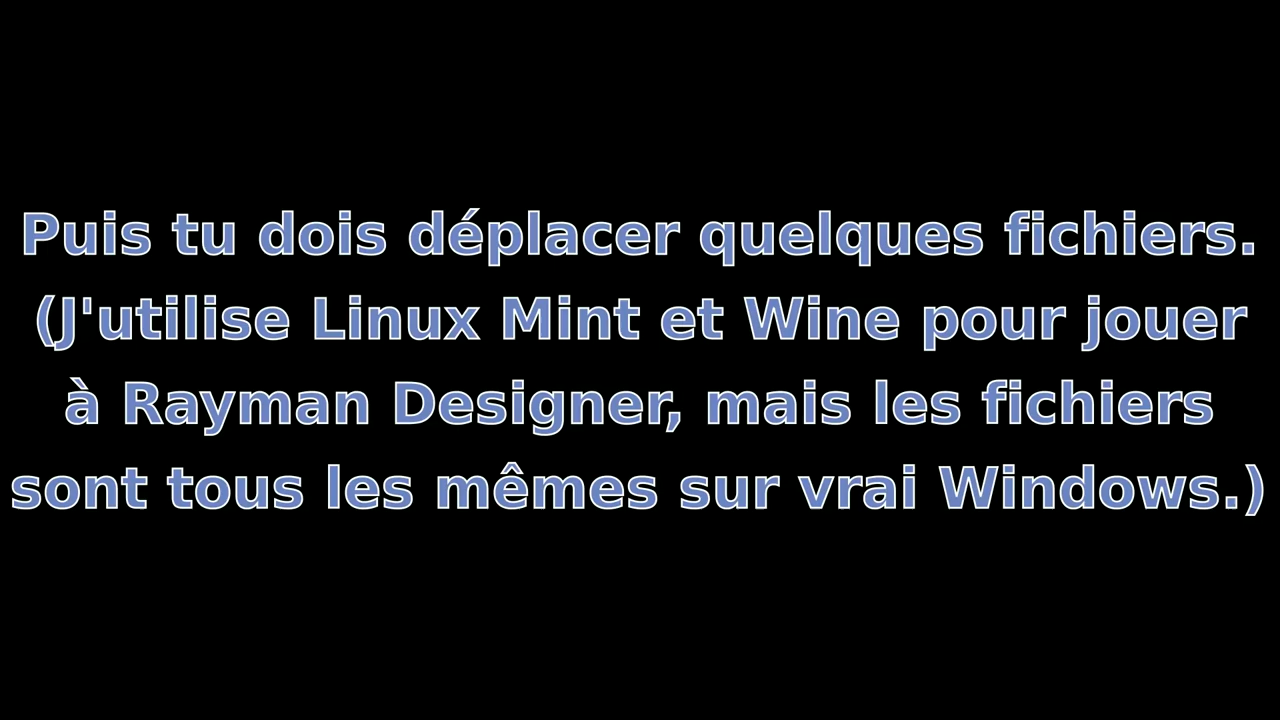 Puis tu dois déplacer quelques fichiers.
(J'utilise Linux Mint et Wine pour jouer
à Rayman Designer, mais les fichiers
sont tous les mêmes sur vrai Windows.)